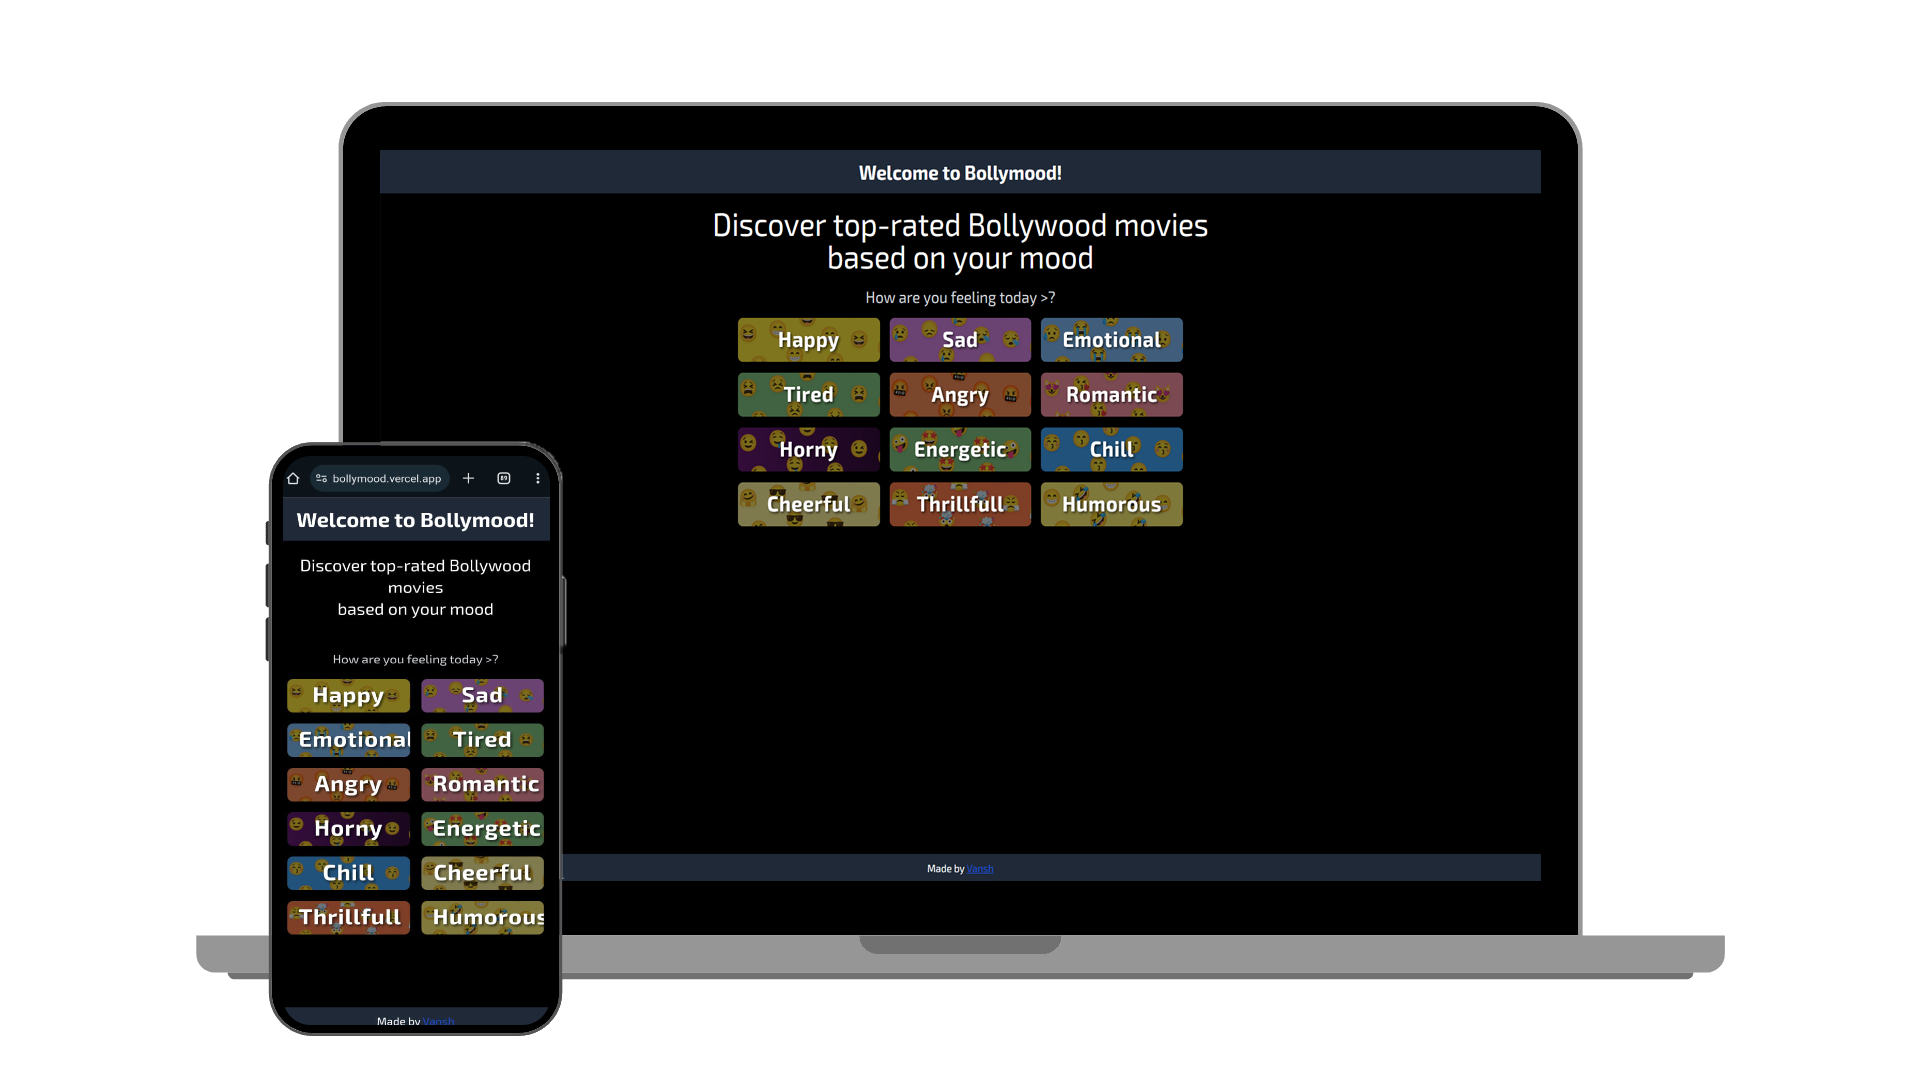 Welcome to Bollymood!
Discover top-rated Bollywood movies
based on your mood
How are you feeling today >?
Happy Sad Emotional
Tired Angry Romantic
Horny Energetic Chill
Cheerful Thrillfull Humorous
Made by Vansh
bollymood.vercel.app
89
Welcome to Bollymood!
Discover top-rated Bollywood
movies
based on your mood
How are you feeling today >?
Happy Sad
Emotional Tired
Angry Romantic
Horny Energetic
Chill Cheerful
Thrillfull Humorous
Made by Vansh